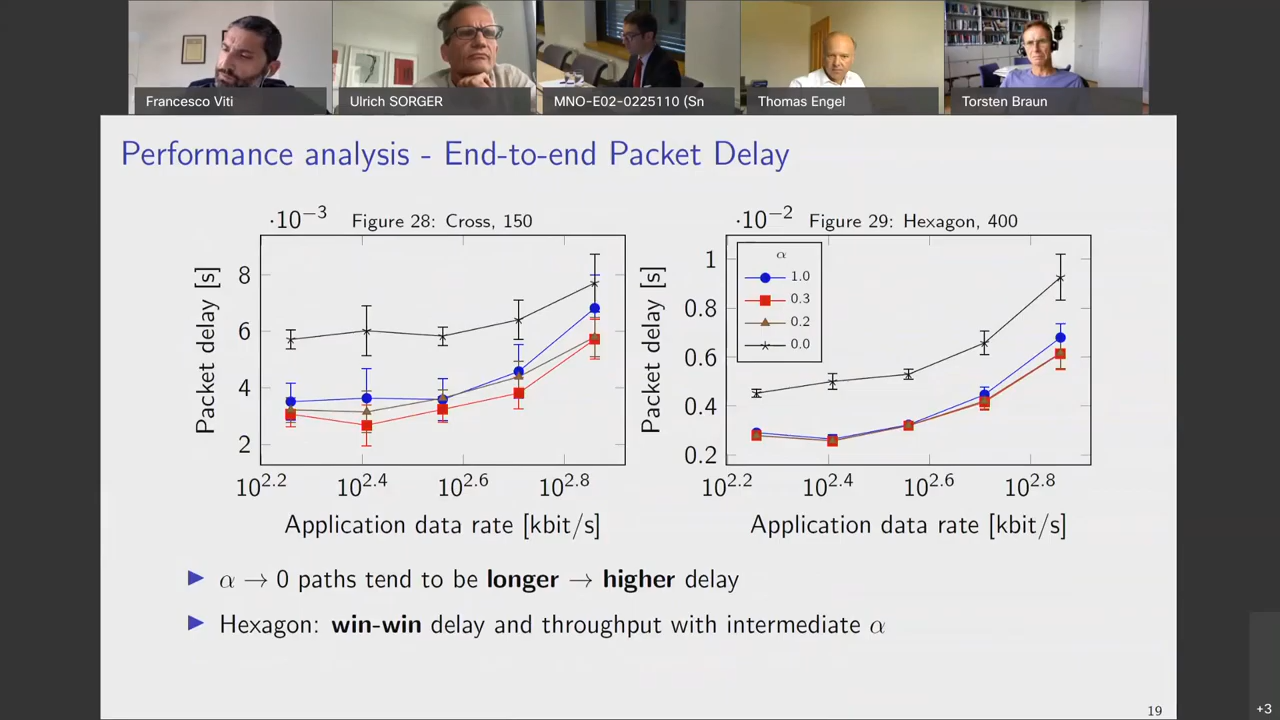 Francesco Viti
Ulrich SORGER
MNO-E02-0225110 (Sn
Thomas Engel
Torsten Braun
Performance analysis - End-to-end Packet Delay
·10⁻³ Figure 28: Cross, 150
8
6
4
2
Packet delay [s]
10^2.2 10^2.4 10^2.6 10^2.8
Application data rate [kbit/s]
·10⁻² Figure 29: Hexagon, 400
1
0.8
0.6
0.4
0.2
Packet delay [s]
α
1.0
0.3
0.2
0.0
10^2.2 10^2.4 10^2.6 10^2.8
Application data rate [kbit/s]
α → 0 paths tend to be longer → higher delay
Hexagon: win-win delay and throughput with intermediate α
19
+3